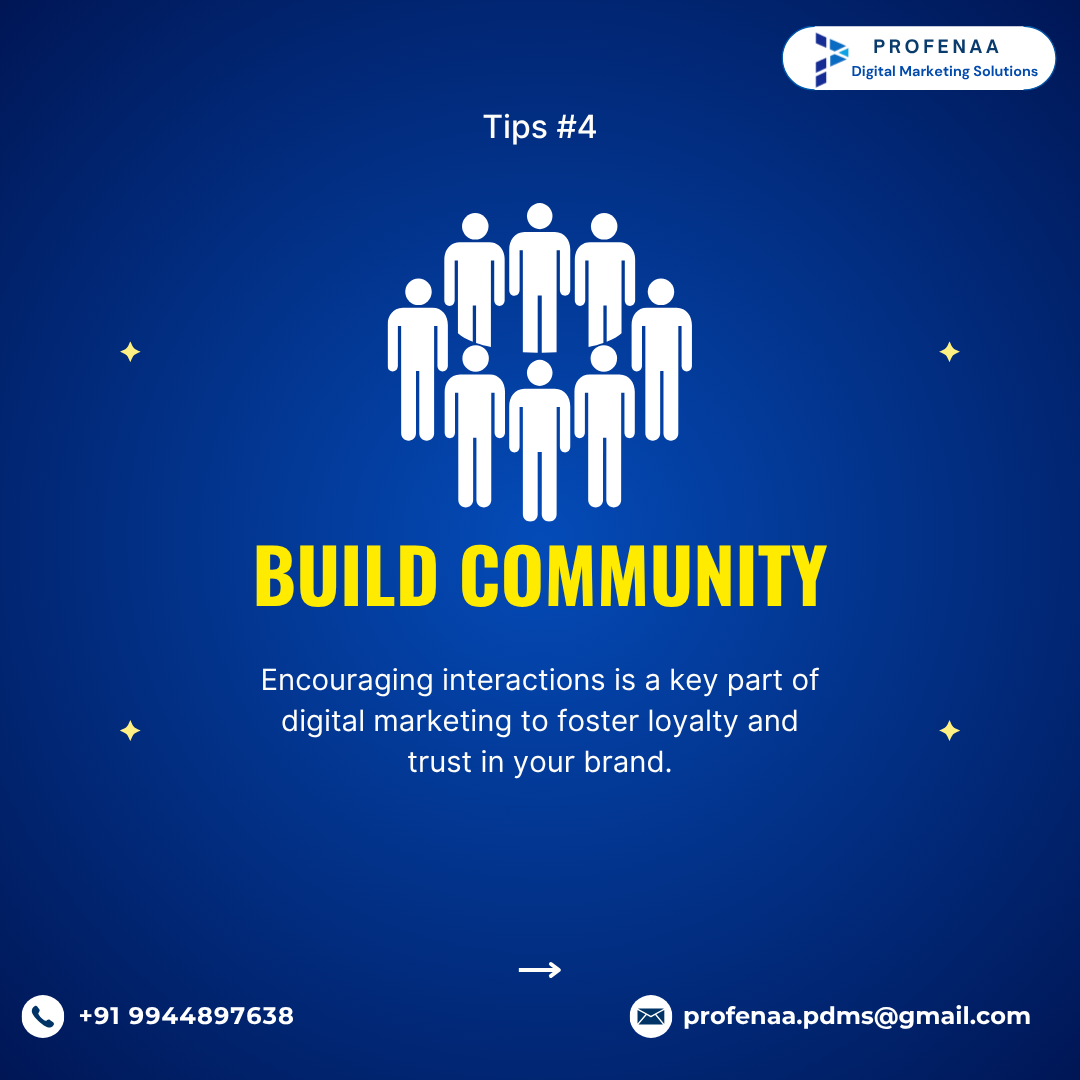 PROFENAA
Digital Marketing Solutions
Tips #4
BUILD COMMUNITY
Encouraging interactions is a key part of
digital marketing to foster loyalty and
trust in your brand.
+91 9944897638
profenaa.pdms@gmail.com